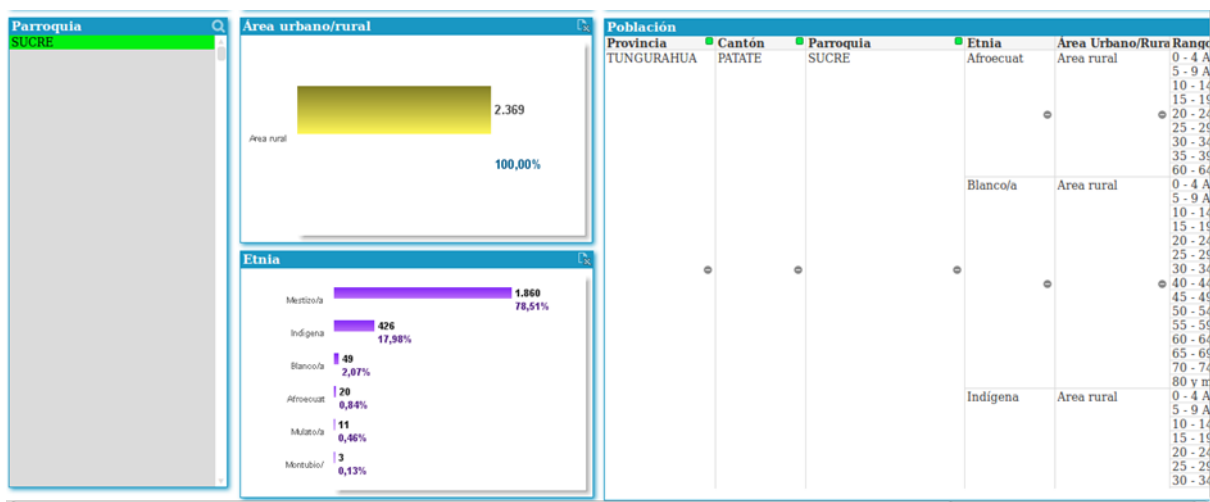 Parroquia
SUCRE
Área urbano/rural
Area rural
2.369
100,00%
Etnia
Mestizo/a
1.860
78,51%
Indígena
426
17,98%
Blanco/a
49
2,07%
Afroecuat
20
0,84%
Mulato/a
11
0,46%
Montubio/
3
0,13%
Población
Provincia Cantón Parroquia Etnia Área Urbano/Rura Rango
TUNGURAHUA PATATE SUCRE Afroecuat Area rural 0 - 4 A
5 - 9 A
10 - 14
15 - 19
20 - 24
25 - 29
30 - 34
35 - 39
60 - 64
Blanco/a Area rural 0 - 4 A
5 - 9 A
10 - 14
15 - 19
20 - 24
25 - 29
30 - 34
40 - 44
45 - 49
50 - 54
55 - 59
60 - 64
65 - 69
70 - 74
80 y m
Indígena Area rural 0 - 4 A
5 - 9 A
10 - 14
15 - 19
20 - 24
25 - 29
30 - 34